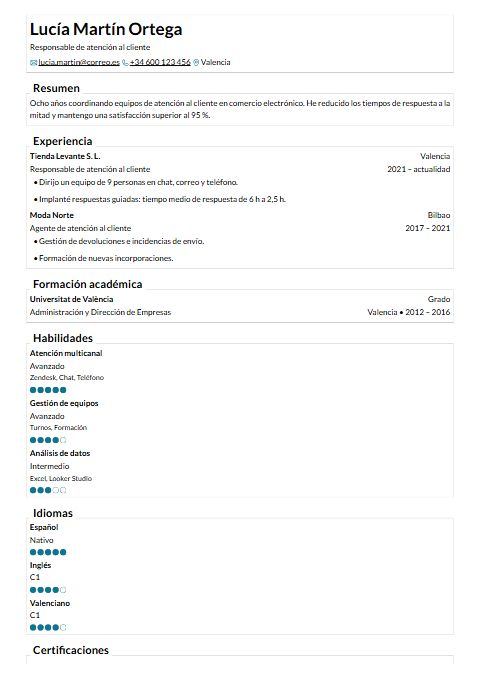 Lucía Martín Ortega
Responsable de atención al cliente
lucia.martin@correo.es +34 600 123 456 Valencia
Resumen
Ocho años coordinando equipos de atención al cliente en comercio electrónico. He reducido los tiempos de respuesta a la
mitad y mantengo una satisfacción superior al 95 %.
Experiencia
Tienda Levante S. L. Valencia
Responsable de atención al cliente 2021 – actualidad
• Dirijo un equipo de 9 personas en chat, correo y teléfono.
• Implanté respuestas guiadas: tiempo medio de respuesta de 6 h a 2,5 h.
Moda Norte Bilbao
Agente de atención al cliente 2017 – 2021
• Gestión de devoluciones e incidencias de envío.
• Formación de nuevas incorporaciones.
Formación académica
Universitat de València Grado
Administración y Dirección de Empresas Valencia • 2012 – 2016
Habilidades
Atención multicanal
Avanzado
Zendesk, Chat, Teléfono
Gestión de equipos
Avanzado
Turnos, Formación
Análisis de datos
Intermedio
Excel, Looker Studio
Idiomas
Español
Nativo
Inglés
C1
Valenciano
C1
Certificaciones